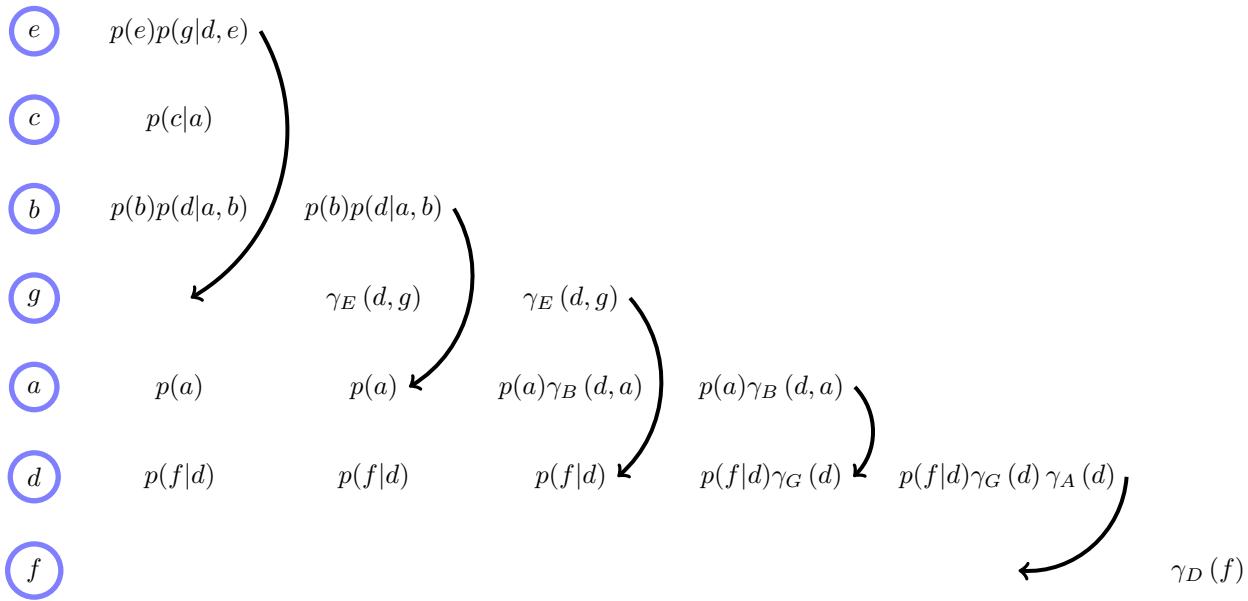 e p(e)p(g|d, e)
c p(c|a)
b p(b)p(d|a, b) p(b)p(d|a, b)
g γ_E (d, g) γ_E (d, g)
a p(a) p(a) p(a)γ_B (d, a) p(a)γ_B (d, a)
d p(f|d) p(f|d) p(f|d) p(f|d)γ_G (d) p(f|d)γ_G (d) γ_A (d)
f γ_D (f)